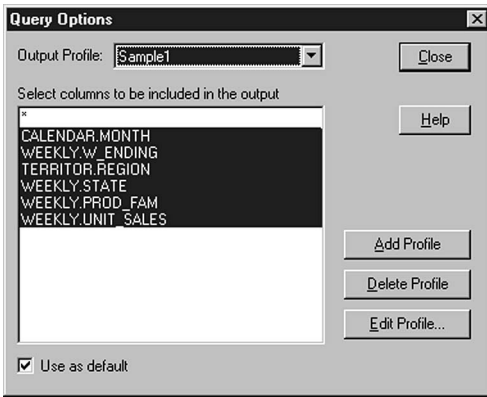 Query Options
Output Profile: Sample1
Close
Select columns to be included in the output
Help
*
CALENDAR.MONTH
WEEKLY.W_ENDING
TERRITOR.REGION
WEEKLY.STATE
WEEKLY.PROD_FAM
WEEKLY.UNIT_SALES
Add Profile
Delete Profile
Edit Profile...
Use as default